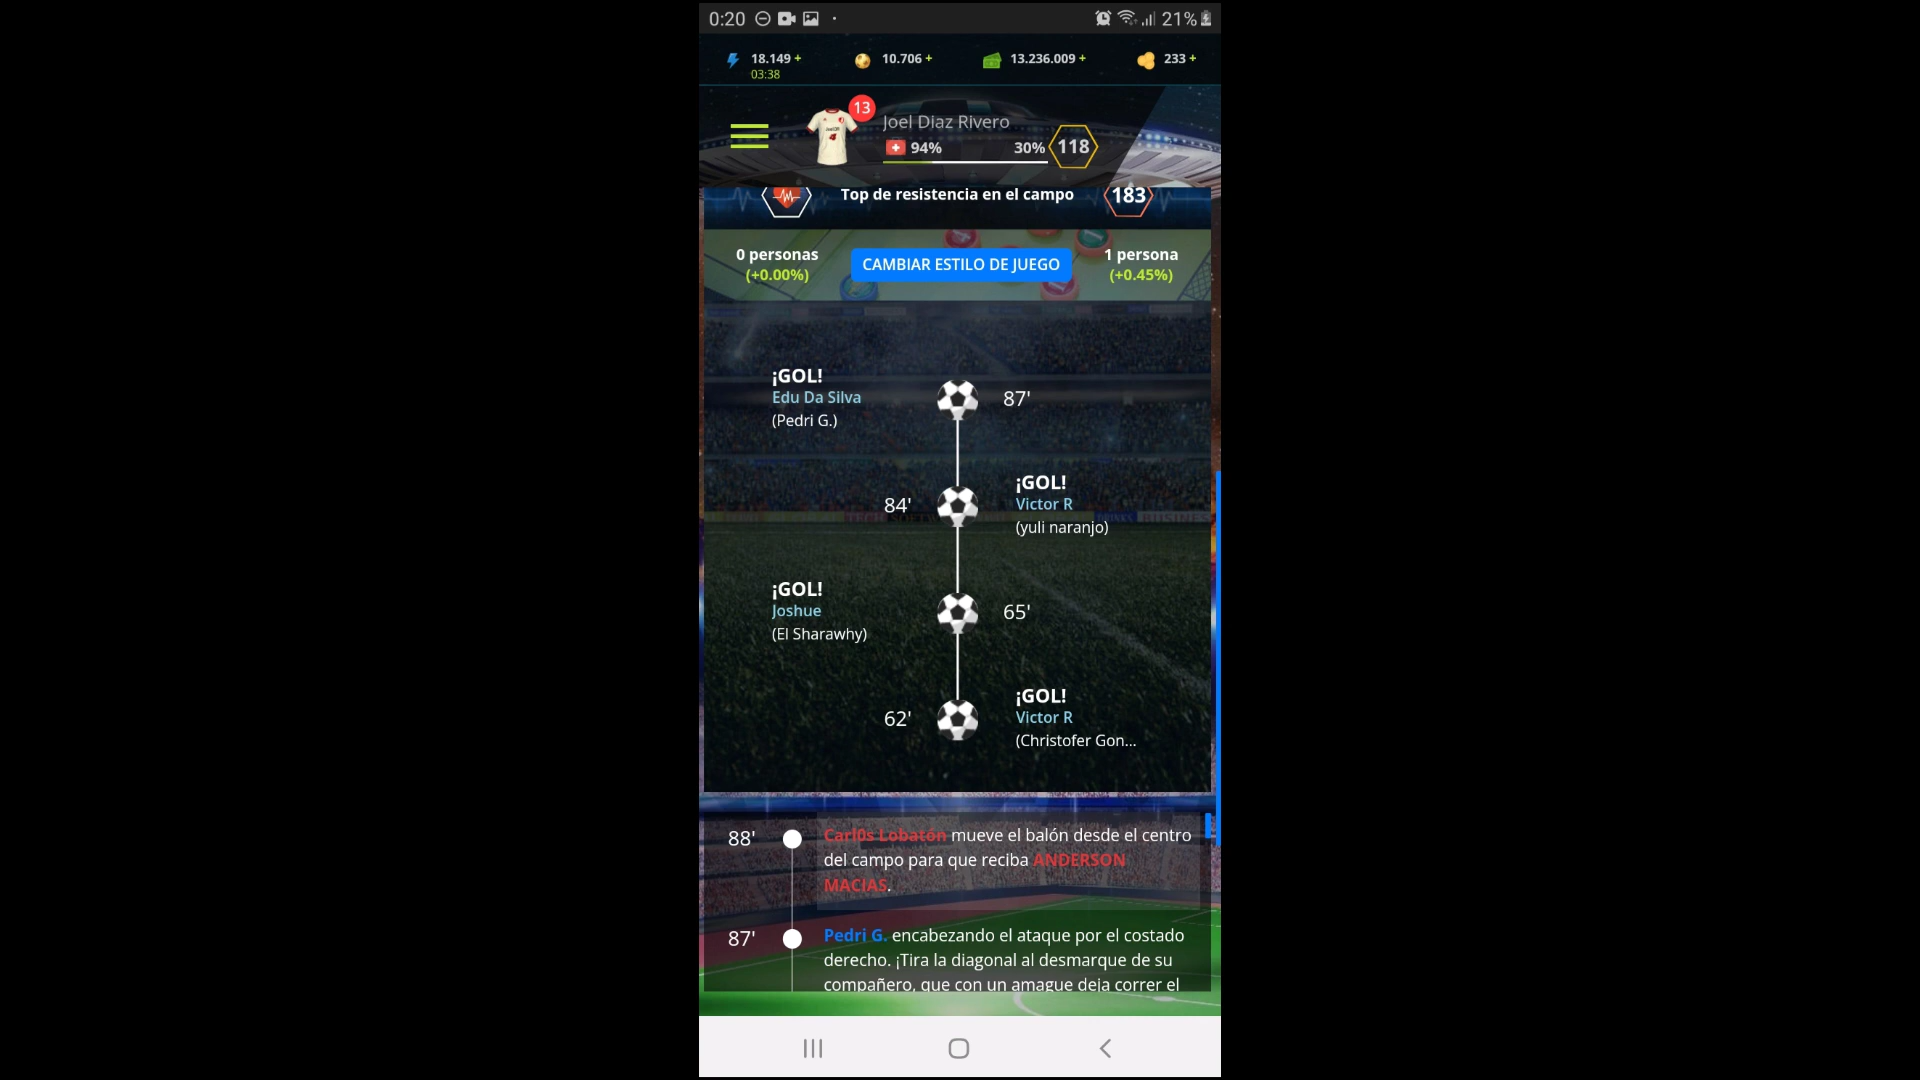 0:20 21%
18.149 + 10.706 + 13.236.009 + 233 +
03:38
13
Joel Diaz Rivero
94% 30% 118
Top de resistencia en el campo 183
0 personas CAMBIAR ESTILO DE JUEGO 1 persona
(+0.00%) (+0.45%)
¡GOL!
Edu Da Silva 87'
(Pedri G.)
¡GOL!
84' Victor R
(yuli naranjo)
¡GOL!
Joshue 65'
(El Sharawhy)
¡GOL!
62' Victor R
(Christofer Gon...
88' Carl0s Lobatón mueve el balón desde el centro
del campo para que reciba ANDERSON
MACIAS.
87' Pedri G. encabezando el ataque por el costado
derecho. ¡Tira la diagonal al desmarque de su
compañero, que con un amague deja correr el